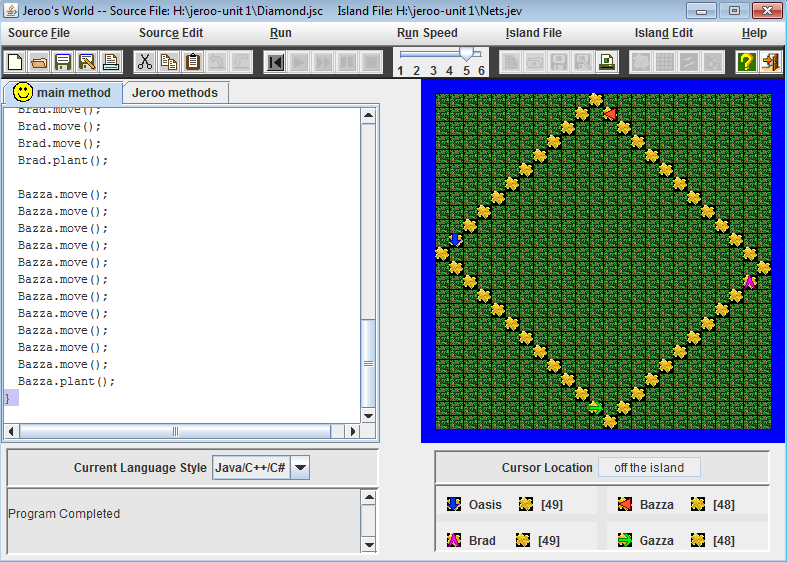 Jeroo's World -- Source File: H:\jeroo-unit 1\Diamond.jsc    Island File: H:\jeroo-unit 1\Nets.jev
Source File    Source Edit    Run    Run Speed    Island File    Island Edit    Help
1 2 3 4 5 6
main method    Jeroo methods
Brad.move();
Brad.move();
Brad.move();
Brad.plant();
Bazza.move();
Bazza.move();
Bazza.move();
Bazza.move();
Bazza.move();
Bazza.move();
Bazza.move();
Bazza.move();
Bazza.move();
Bazza.move();
Bazza.move();
Bazza.plant();
}
Current Language Style    Java/C++/C#
Program Completed
Cursor Location    off the island
Oasis    [49]    Bazza    [48]
Brad    [49]    Gazza    [48]